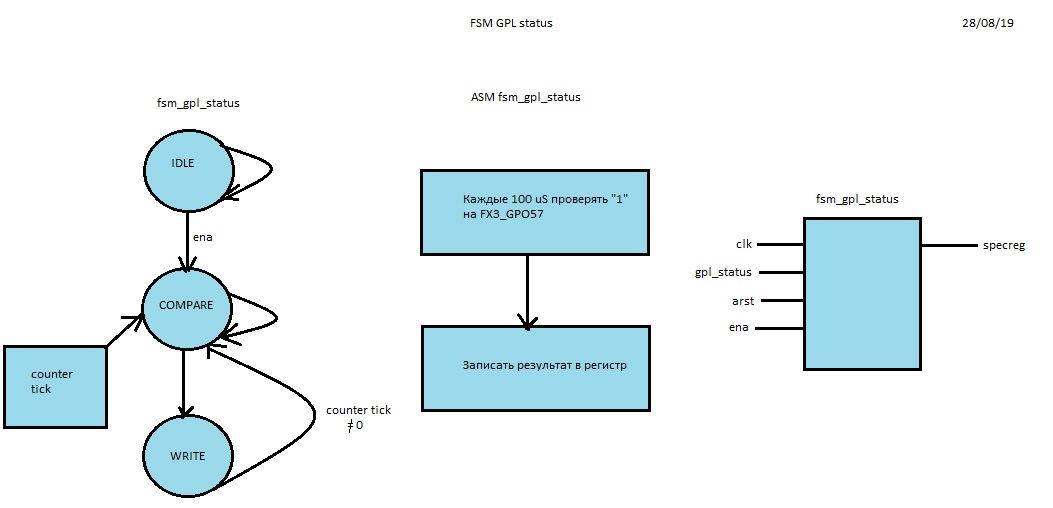 FSM GPL status
28/08/19
fsm_gpl_status
ASM fsm_gpl_status
IDLE
ena
COMPARE
counter
tick
WRITE
counter tick
≠0
Каждые 100 uS проверять "1"
на FX3_GPO57
Записать результат в регистр
fsm_gpl_status
clk
gpl_status
arst
ena
specreg